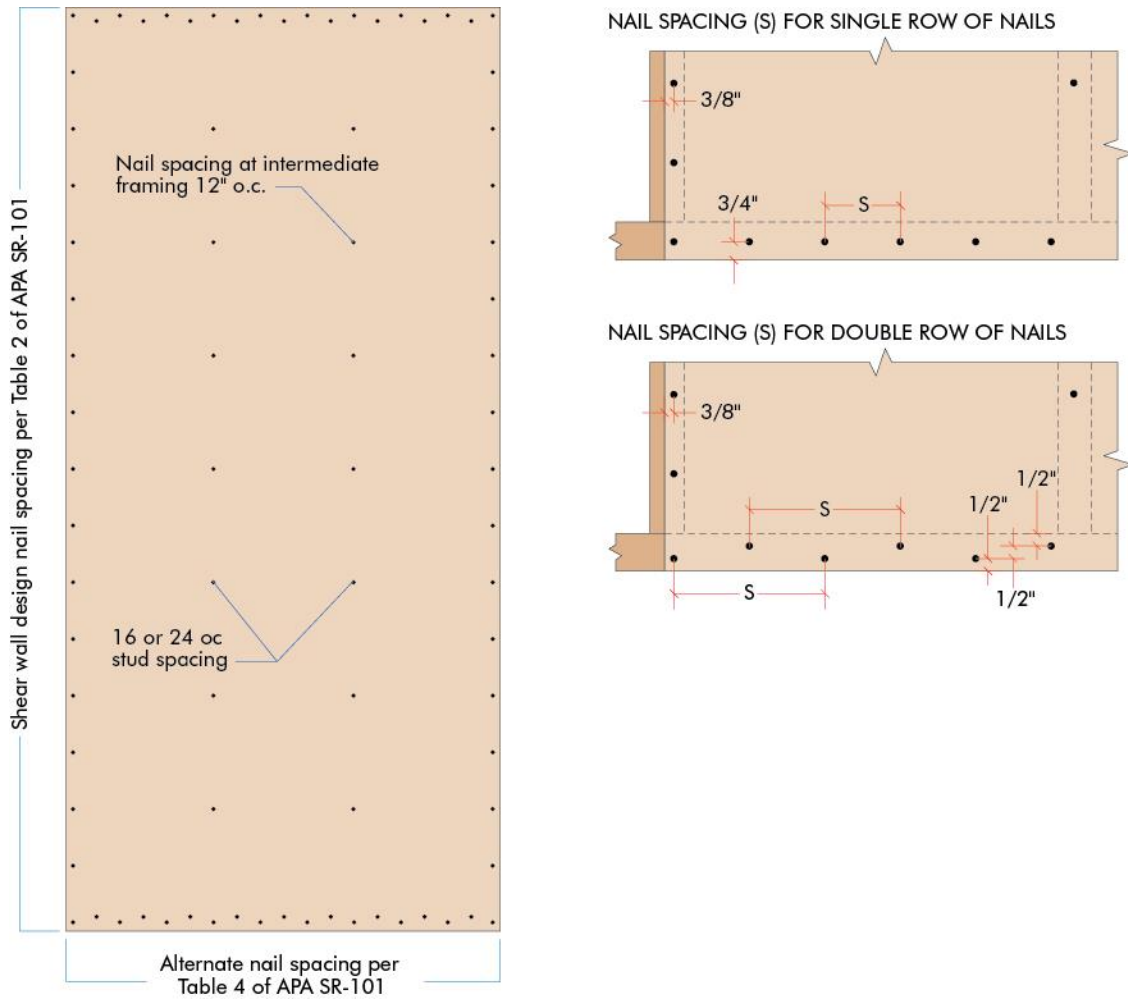 Shear wall design nail spacing per Table 2 of APA SR-101
Nail spacing at intermediate
framing 12" o.c.
16 or 24 oc
stud spacing
Alternate nail spacing per
Table 4 of APA SR-101
NAIL SPACING (S) FOR SINGLE ROW OF NAILS
3/8"
3/4"
S
NAIL SPACING (S) FOR DOUBLE ROW OF NAILS
3/8"
1/2"
1/2"
S
S
1/2"